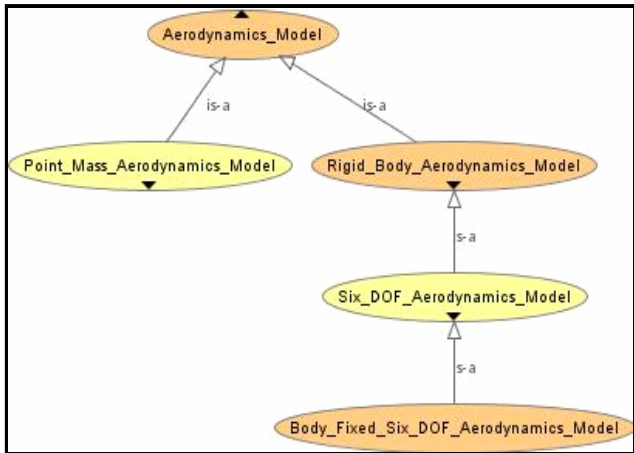 Aerodynamics_Model
is-a
is-a
Point_Mass_Aerodynamics_Model
Rigid_Body_Aerodynamics_Model
s-a
Six_DOF_Aerodynamics_Model
s-a
Body_Fixed_Six_DOF_Aerodynamics_Model